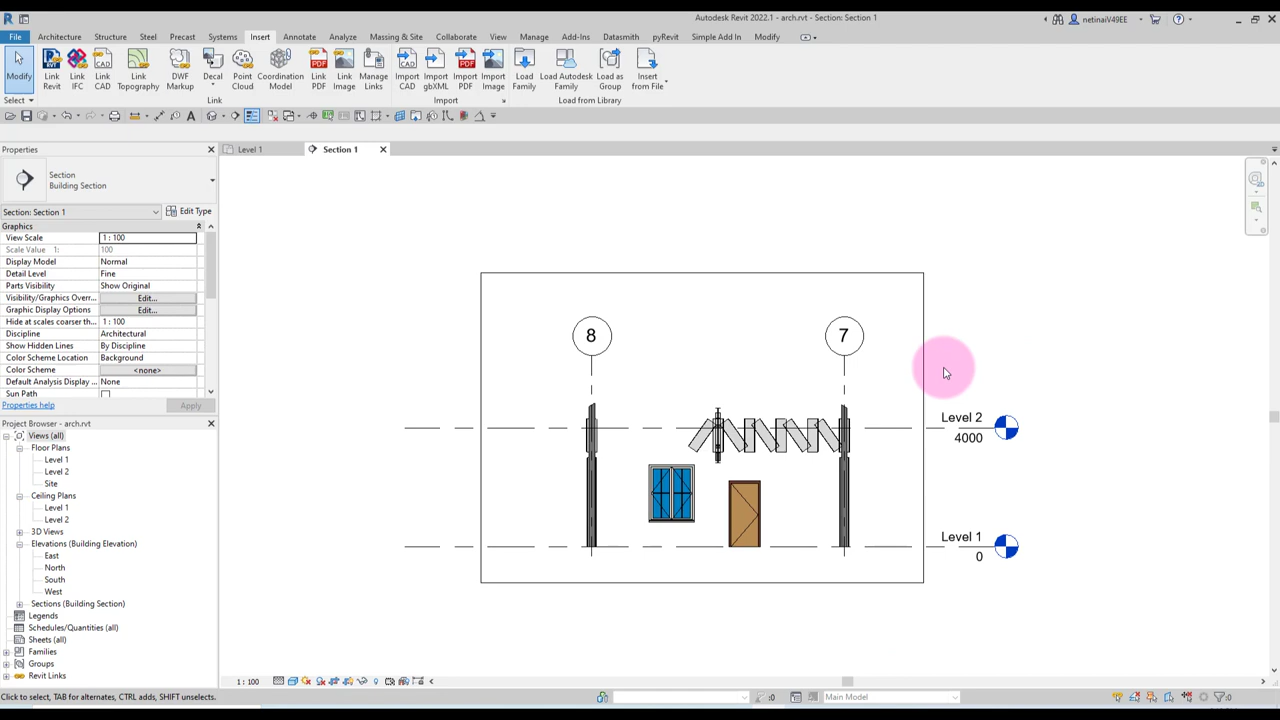 Autodesk Revit 2022.1 - arch.rvt - Section: Section 1
netinaiV49EE
File Architecture Structure Steel Precast Systems Insert Annotate Analyze Massing & Site Collaborate View Manage Add-Ins Datasmith pyRevit Simple Add In Modify
Modify
Link Revit
Link IFC
Link CAD
Link Topography
DWF Markup
Decal
Point Cloud
Coordination Model
Link PDF
Link Image
Manage Links
Import CAD
Import gbXML
Import PDF
Import Image
Load Family
Load Autodesk Family
Load as Group
Insert from File
Select Link Import Load from Library
Properties
Level 1
Section 1
Section
Building Section
Section: Section 1 Edit Type
Graphics
View Scale 1 : 100
Scale Value 1: 100
Display Model Normal
Detail Level Fine
Parts Visibility Show Original
Visibility/Graphics Overr... Edit...
Graphic Display Options Edit...
Hide at scales coarser th... 1 : 100
Discipline Architectural
Show Hidden Lines By Discipline
Color Scheme Location Background
Color Scheme <none>
Default Analysis Display ... None
Sun Path
Properties help Apply
Project Browser - arch.rvt
Views (all)
Floor Plans
Level 1
Level 2
Site
Ceiling Plans
Level 1
Level 2
3D Views
Elevations (Building Elevation)
East
North
South
West
Sections (Building Section)
Legends
Schedules/Quantities (all)
Sheets (all)
Families
Groups
Revit Links
8
7
Level 2
4000
Level 1
0
1 : 100
Click to select, TAB for alternates, CTRL adds, SHIFT unselects.
:0
Main Model
:0